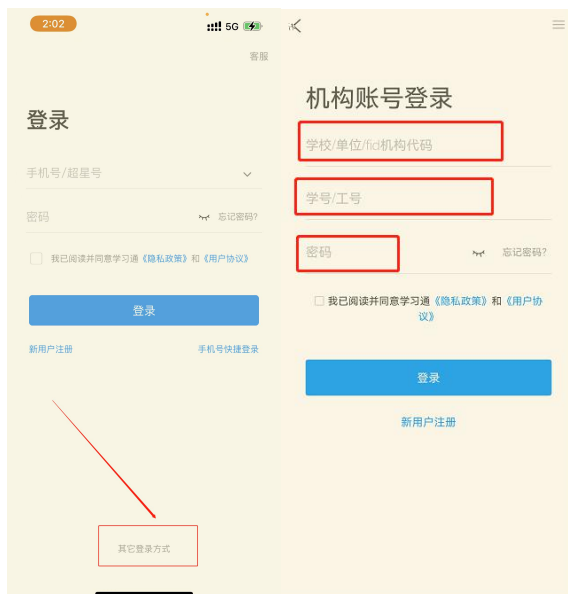 2:02
5G
客服
登录
手机号/超星号
密码
忘记密码?
我已阅读并同意学习通《隐私政策》和《用户协议》
登录
新用户注册
手机号快捷登录
其它登录方式
机构账号登录
学校/单位/fid机构代码
学号/工号
密码
忘记密码?
我已阅读并同意学习通《隐私政策》和《用户协
议》
登录
新用户注册